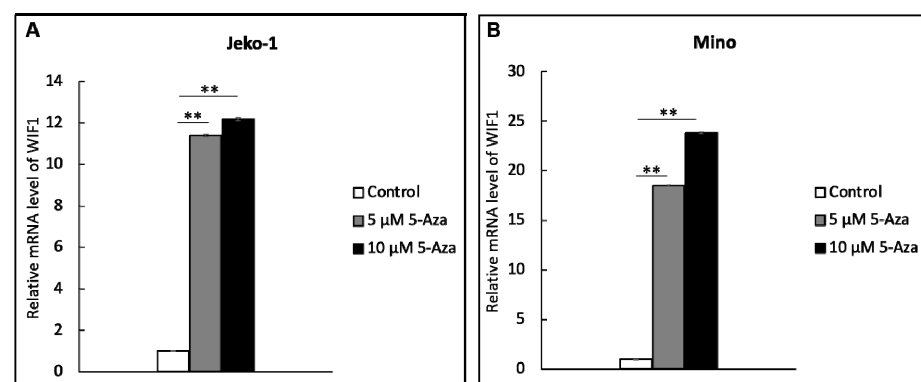 A
Jeko-1
Relative mRNA level of WIF1
14
12
10
8
6
4
2
0
**
**
Control
5 μM 5-Aza
10 μM 5-Aza
B
Mino
Relative mRNA level of WIF1
30
25
20
15
10
5
0
**
**
Control
5 μM 5-Aza
10 μM 5-Aza